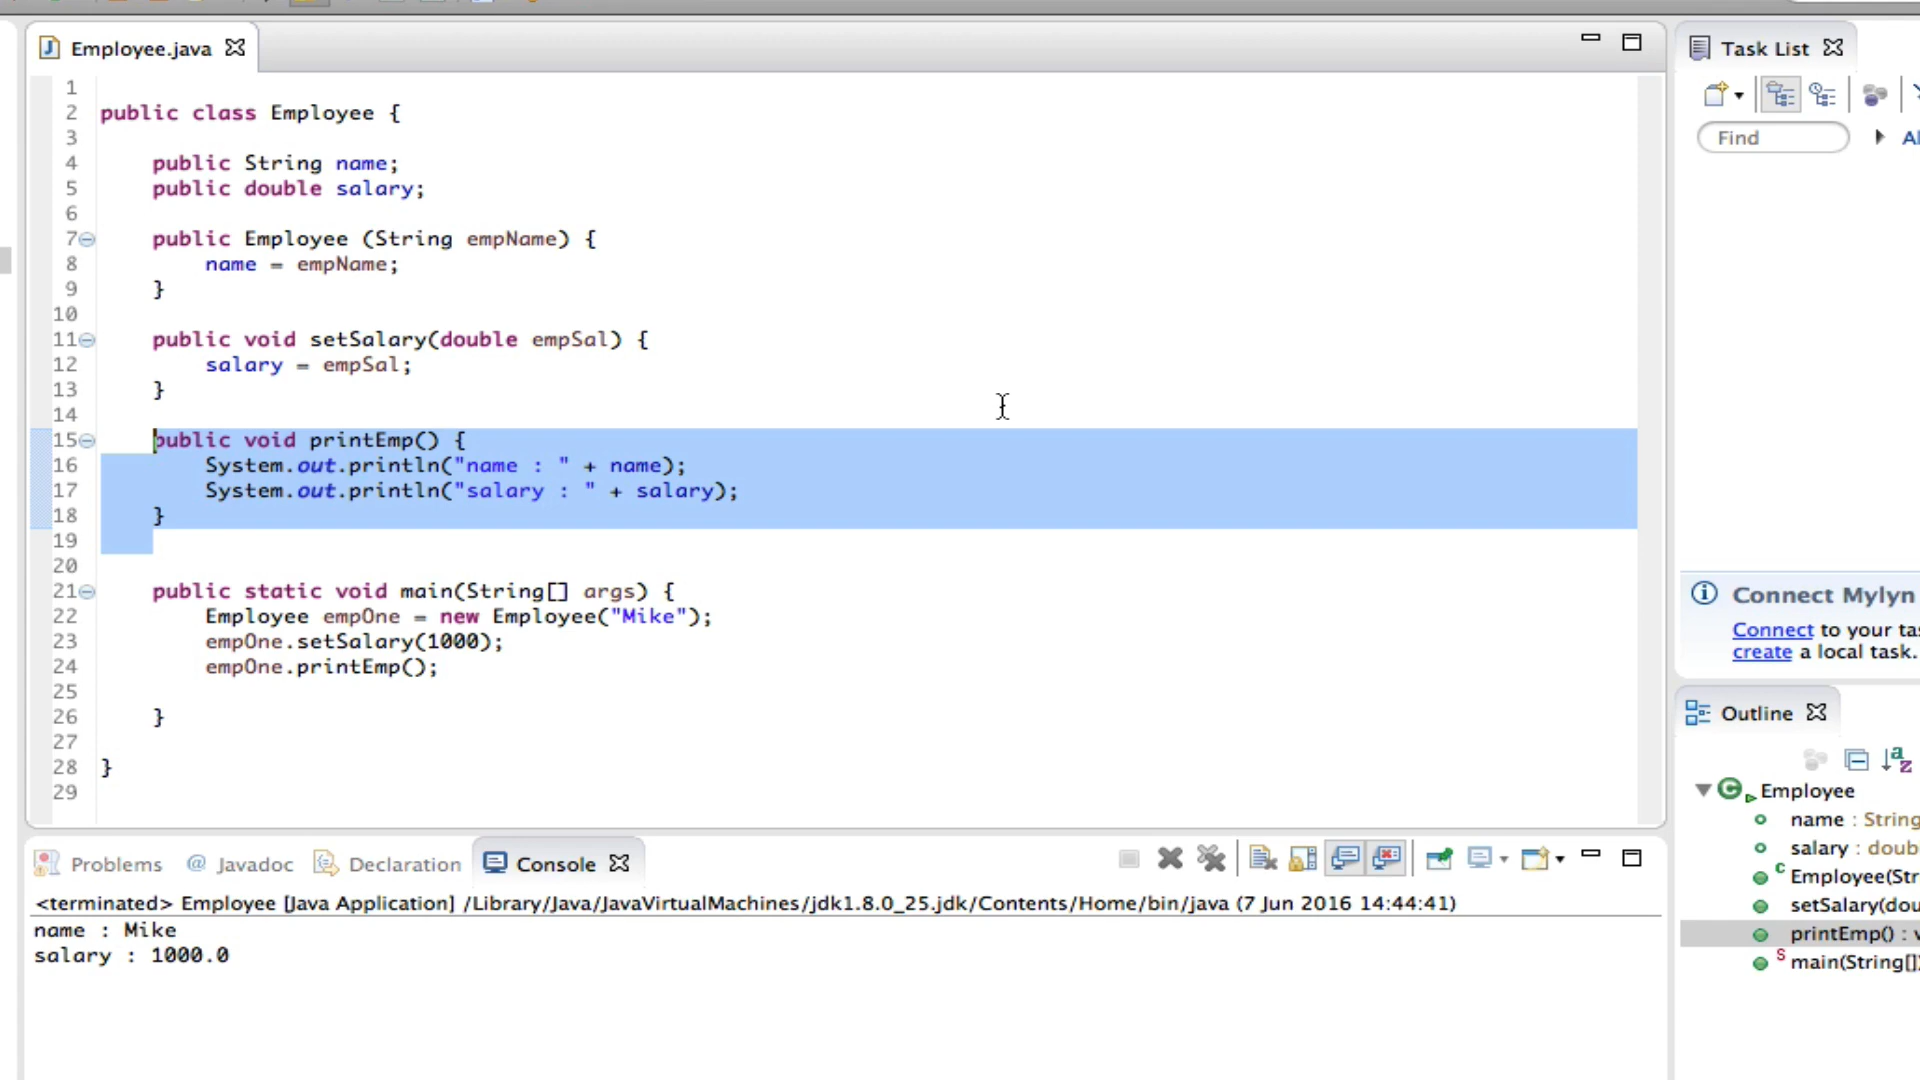 Employee.java
1
2 public class Employee {
3
4 public String name;
5 public double salary;
6
7 public Employee (String empName) {
8 name = empName;
9 }
10
11 public void setSalary(double empSal) {
12 salary = empSal;
13 }
14
15 public void printEmp() {
16 System.out.println("name : " + name);
17 System.out.println("salary : " + salary);
18 }
19
20
21 public static void main(String[] args) {
22 Employee empOne = new Employee("Mike");
23 empOne.setSalary(1000);
24 empOne.printEmp();
25
26 }
27
28 }
29
Problems @ Javadoc Declaration Console
<terminated> Employee [Java Application] /Library/Java/JavaVirtualMachines/jdk1.8.0_25.jdk/Contents/Home/bin/java (7 Jun 2016 14:44:41)
name : Mike
salary : 1000.0
Task List
Find
Connect Mylyn
Connect to your
create a local task.
Outline
Employee
name : String
salary :
Employee(
setSalary(
printEmp() :
main(String[]